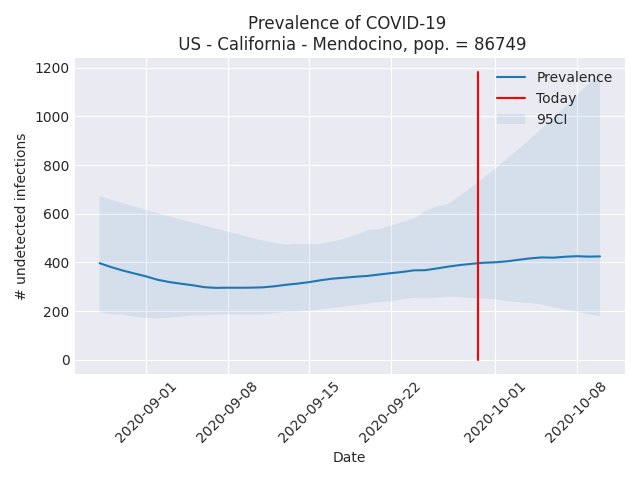 Prevalence of COVID-19
US - California - Mendocino, pop. = 86749
# undetected infections
1200
1000
800
600
400
200
0
Prevalence
Today
95CI
2020-09-01
2020-09-08
2020-09-15
2020-09-22
2020-10-01
2020-10-08
Date